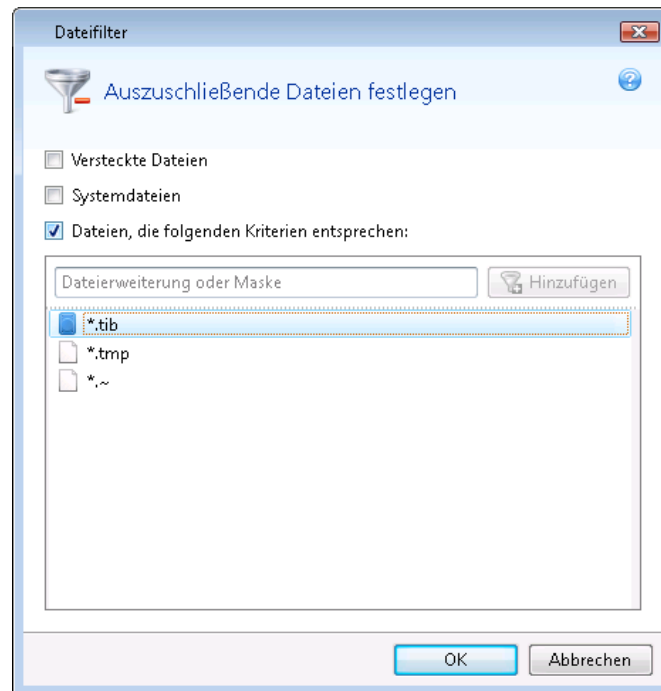 Dateifilter
Auszuschließende Dateien festlegen
Versteckte Dateien
Systemdateien
Dateien, die folgenden Kriterien entsprechen:
Dateierweiterung oder Maske
Hinzufügen
*.tib
*.tmp
*.~
OK
Abbrechen